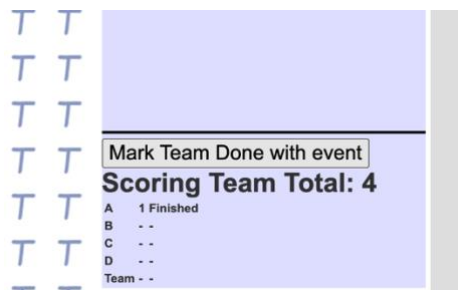 T T
T T
T T
T T
T T
T T
Mark Team Done with event
Scoring Team Total: 4
A 1 Finished
B - -
C - -
D - -
Team - -